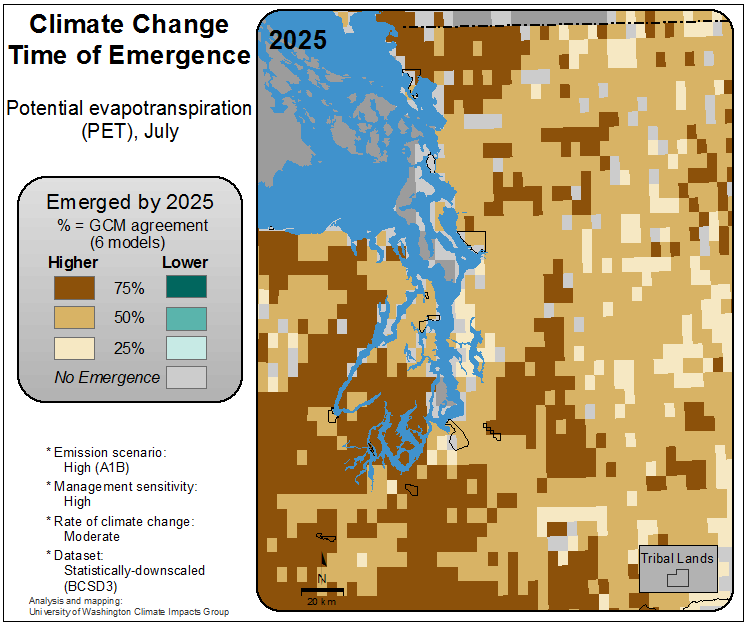 Climate Change
Time of Emergence
Potential evapotranspiration
(PET), July
Emerged by 2025
% = GCM agreement
(6 models)
Higher Lower
75%
50%
25%
No Emergence
* Emission scenario:
High (A1B)
* Management sensitivity:
High
* Rate of climate change:
Moderate
* Dataset:
Statistically-downscaled
(BCSD3)
Analysis and mapping:
University of Washington Climate Impacts Group
2025
N
20 km
Tribal Lands